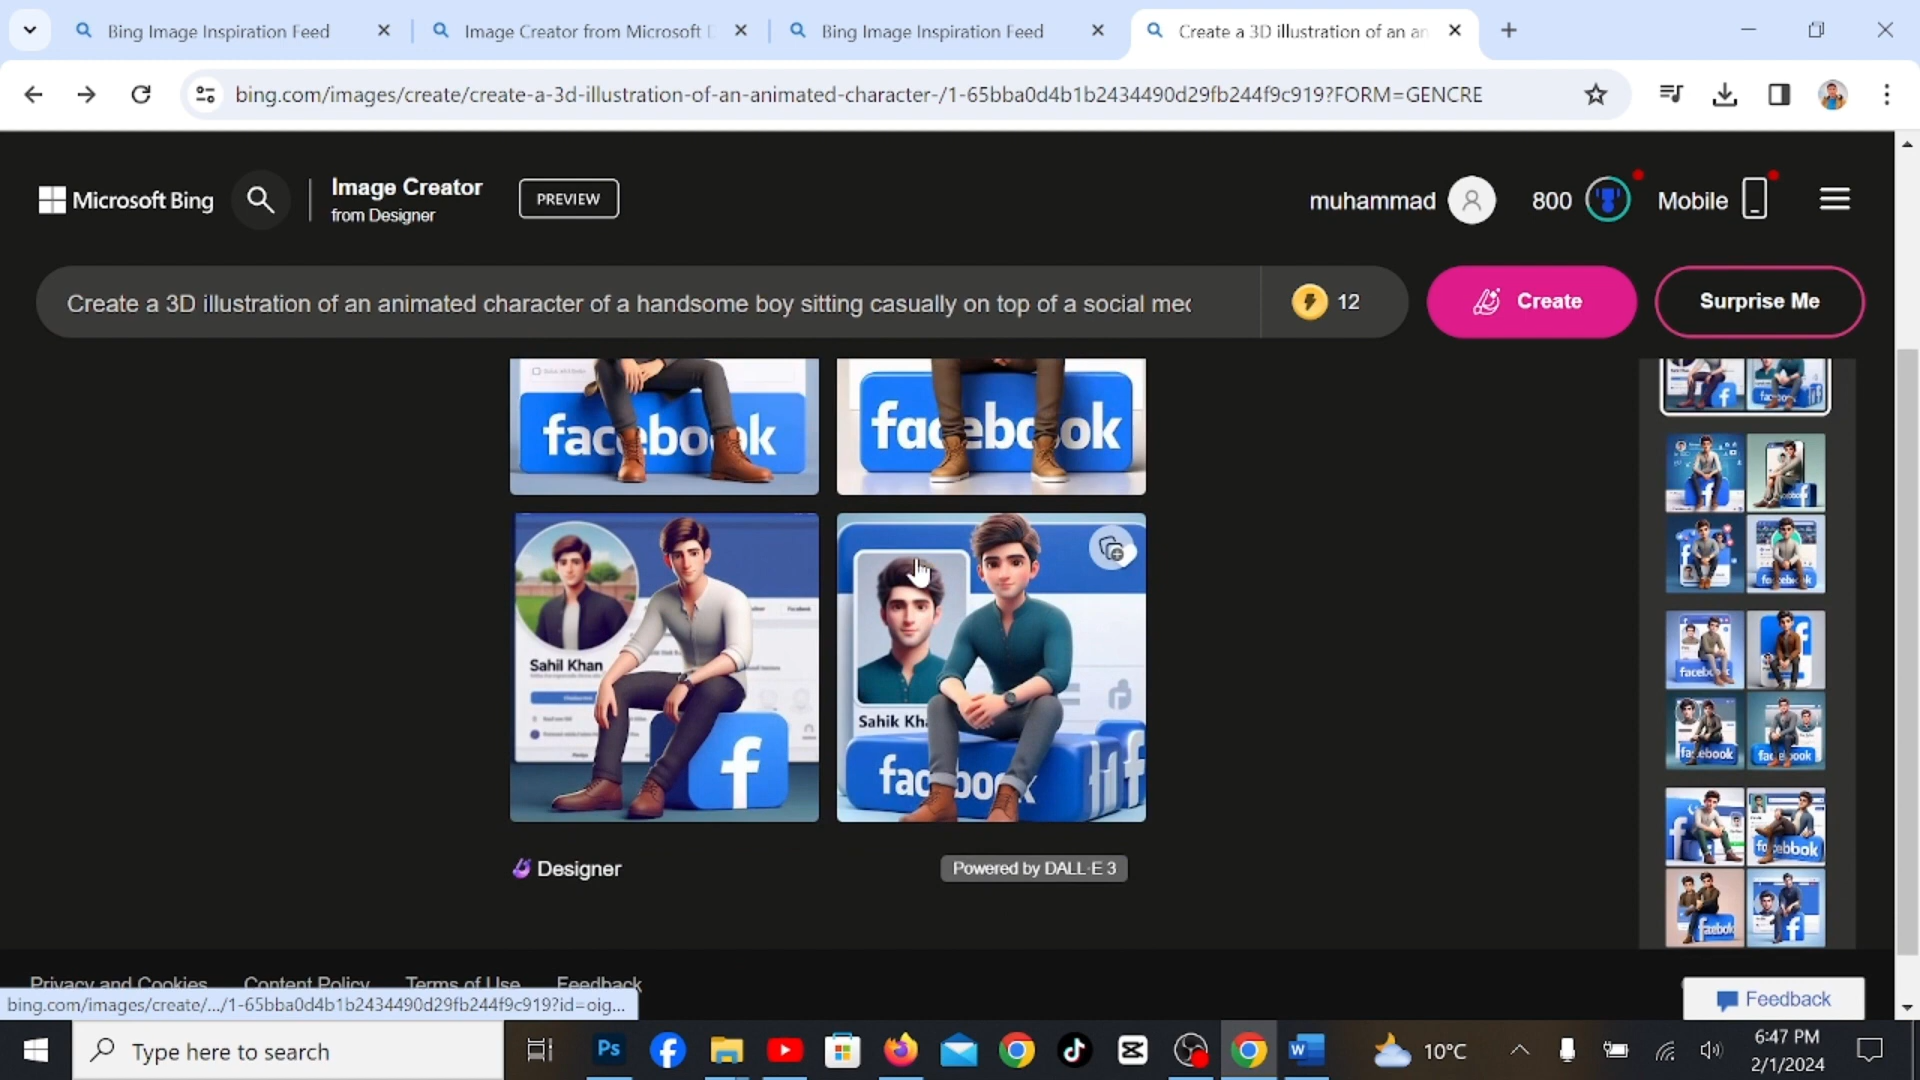 Bing Image Inspiration Feed
Image Creator from Microsoft D
Bing Image Inspiration Feed
Create a 3D illustration of an an
bing.com/images/create/create-a-3d-illustration-of-an-animated-character-/1-65bba0d4b1b2434490d29fb244f9c919?FORM=GENCRE
Microsoft Bing
Image Creator
from Designer
PREVIEW
muhammad
800
Mobile
Create a 3D illustration of an animated character of a handsome boy sitting casually on top of a social mec
12
Create
Surprise Me
facebook
facebook
Sahil Khan
Sahik Kh
facebook
Designer
Powered by DALL·E 3
Privacy and Cookies
Content Policy
Terms of Use
Feedback
bing.com/images/create/.../1-65bba0d4b1b2434490d29fb244f9c919?id=oig...
Feedback
Type here to search
Ps
W
10°C
6:47 PM
2/1/2024